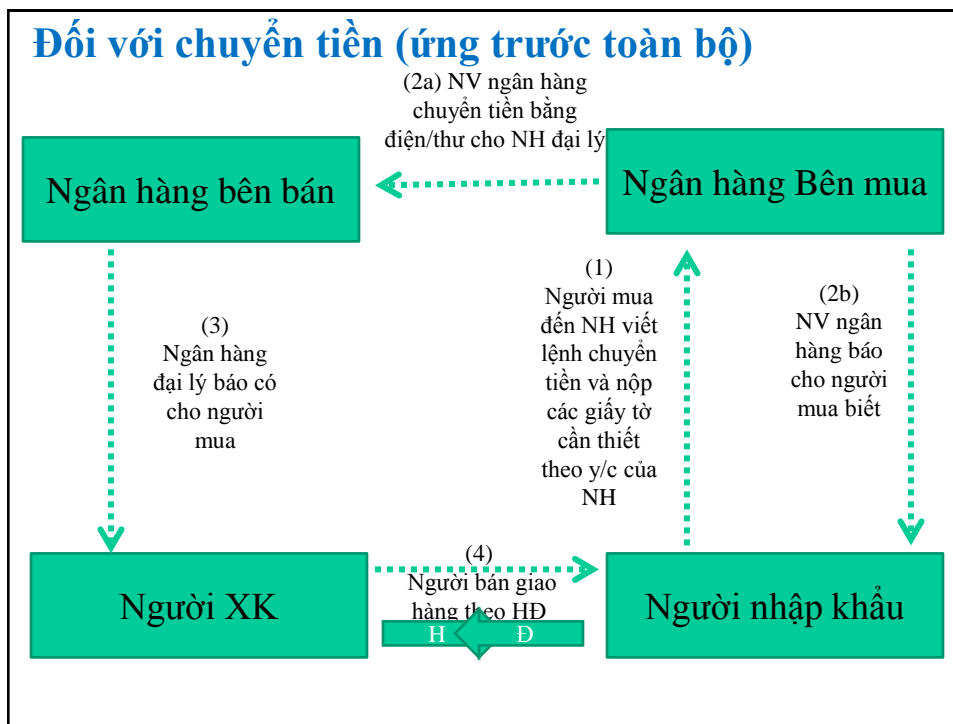 Đối với chuyển tiền (ứng trước toàn bộ)
(2a) NV ngân hàng
chuyển tiền bằng
điện/thư cho NH đại lý
Ngân hàng bên bán
Ngân hàng Bên mua
(3)
Ngân hàng
đại lý báo có
cho người
mua
(1)
Người mua
đến NH viết
lệnh chuyển
tiền và nộp
các giấy tờ
cần thiết
theo y/c của
NH
(2b)
NV ngân
hàng báo
cho người
mua biết
(4)
Người bán giao
hàng theo HĐ
H Đ
Người XK
Người nhập khẩu